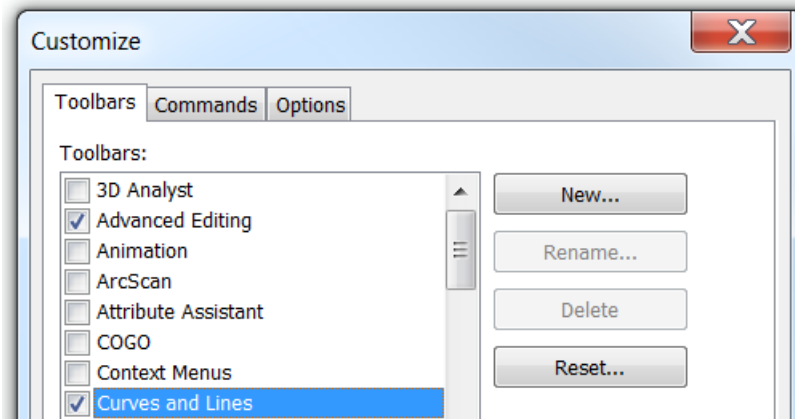 Customize
Toolbars Commands Options
Toolbars:
3D Analyst
Advanced Editing
Animation
ArcScan
Attribute Assistant
COGO
Context Menus
Curves and Lines
New...
Rename...
Delete
Reset...